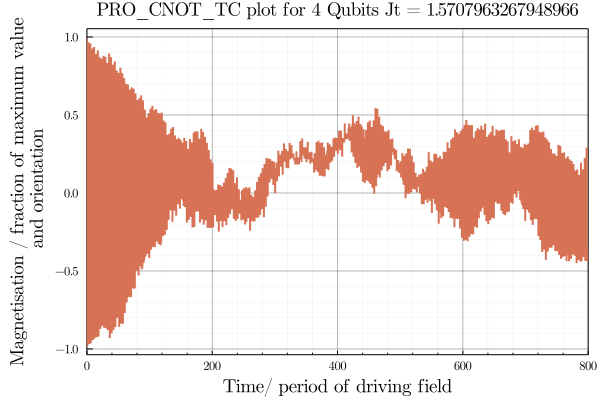 PRO_CNOT_TC plot for 4 Qubits Jt = 1.5707963267948966
Magnetisation / fraction of maximum value
and orientation
1.0
0.5
0.0
−0.5
−1.0
0 200 400 600 800
Time/ period of driving field